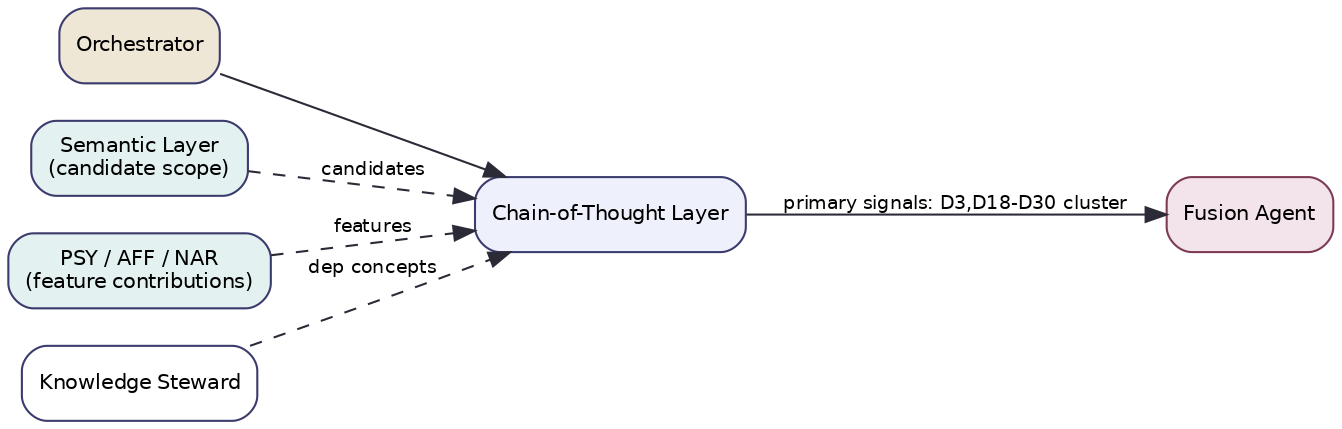 Orchestrator
Semantic Layer
(candidate scope)
candidates
PSY / AFF / NAR
(feature contributions)
features
dep concepts
Knowledge Steward
Chain-of-Thought Layer
primary signals: D3,D18-D30 cluster
Fusion Agent